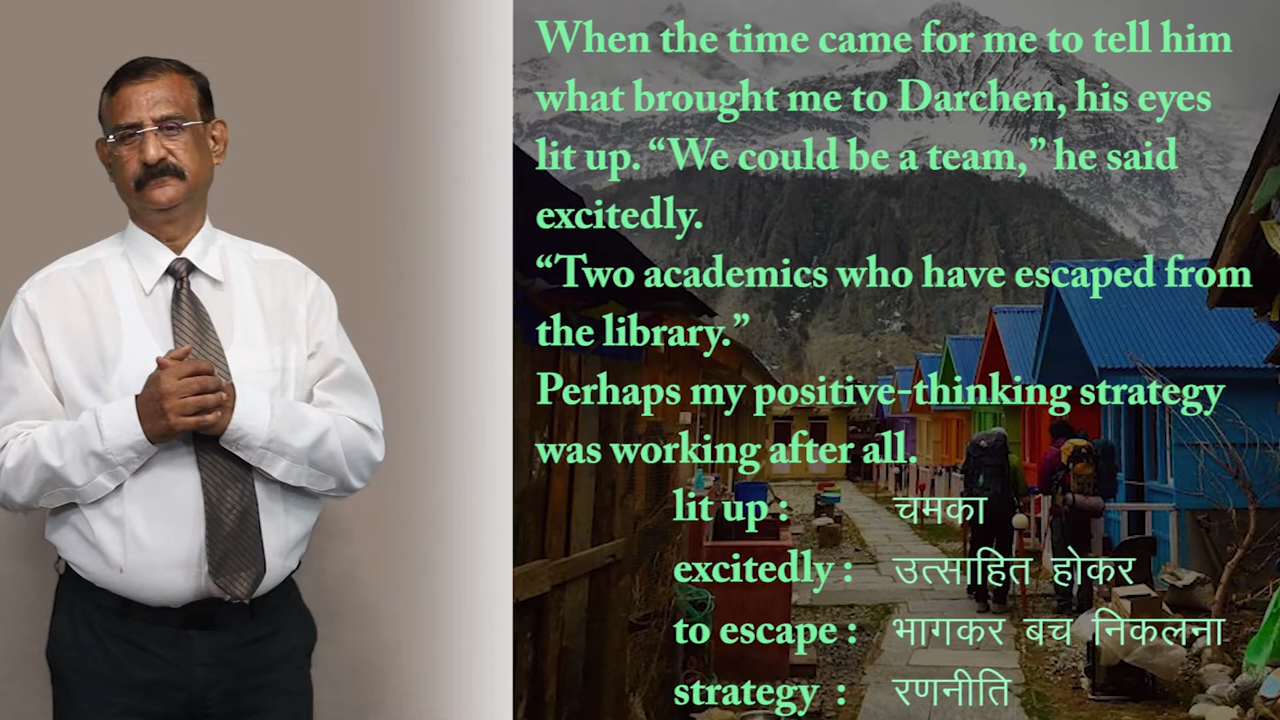 When the time came for me to tell him
what brought me to Darchen, his eyes
lit up. “We could be a team,” he said
excitedly.
“Two academics who have escaped from
the library.”
Perhaps my positive-thinking strategy
was working after all.
lit up : चमका
excitedly : उत्साहित होकर
to escape : भागकर बच निकलना
strategy : रणनीति